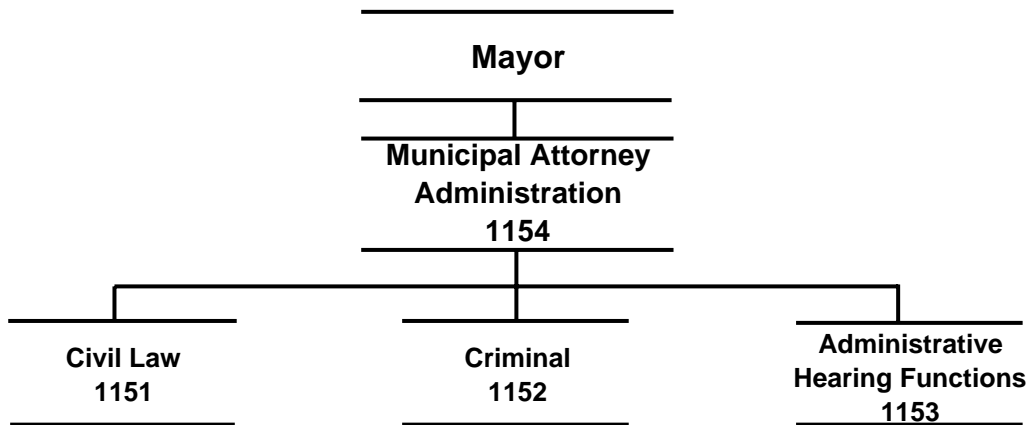 Mayor
Municipal Attorney
Administration
1154
Civil Law
1151
Criminal
1152
Administrative
Hearing Functions
1153